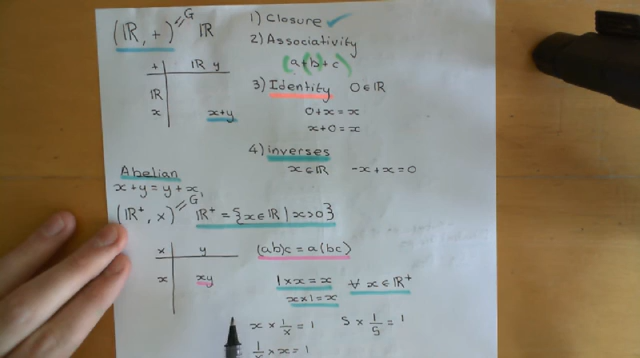 (ℝ, +) = G ℝ
1) Closure ✓
2) Associativity
(a+b+c)
3) Identity 0 ∈ ℝ
0+x = x
x+0 = x
4) inverses
x ∈ ℝ -x+x = 0
+ | ℝ y
ℝ
x | x+y
Abelian
x+y = y+x,
(ℝ⁺, ×) = G ℝ⁺ = {x ∈ ℝ | x>0}
× | y
x | xy
(ab)c = a(bc)
1×x = x ∀ x ∈ ℝ⁺
x×1 = x
x × 1/x = 1 5 × 1/5 = 1
1/x × x = 1